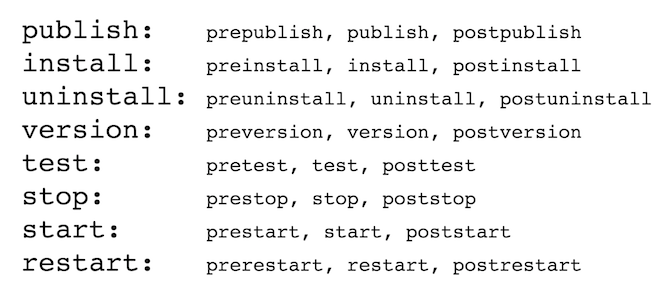 publish: prepublish, publish, postpublish
install: preinstall, install, postinstall
uninstall: preuninstall, uninstall, postuninstall
version: preversion, version, postversion
test: pretest, test, posttest
stop: prestop, stop, poststop
start: prestart, start, poststart
restart: prerestart, restart, postrestart